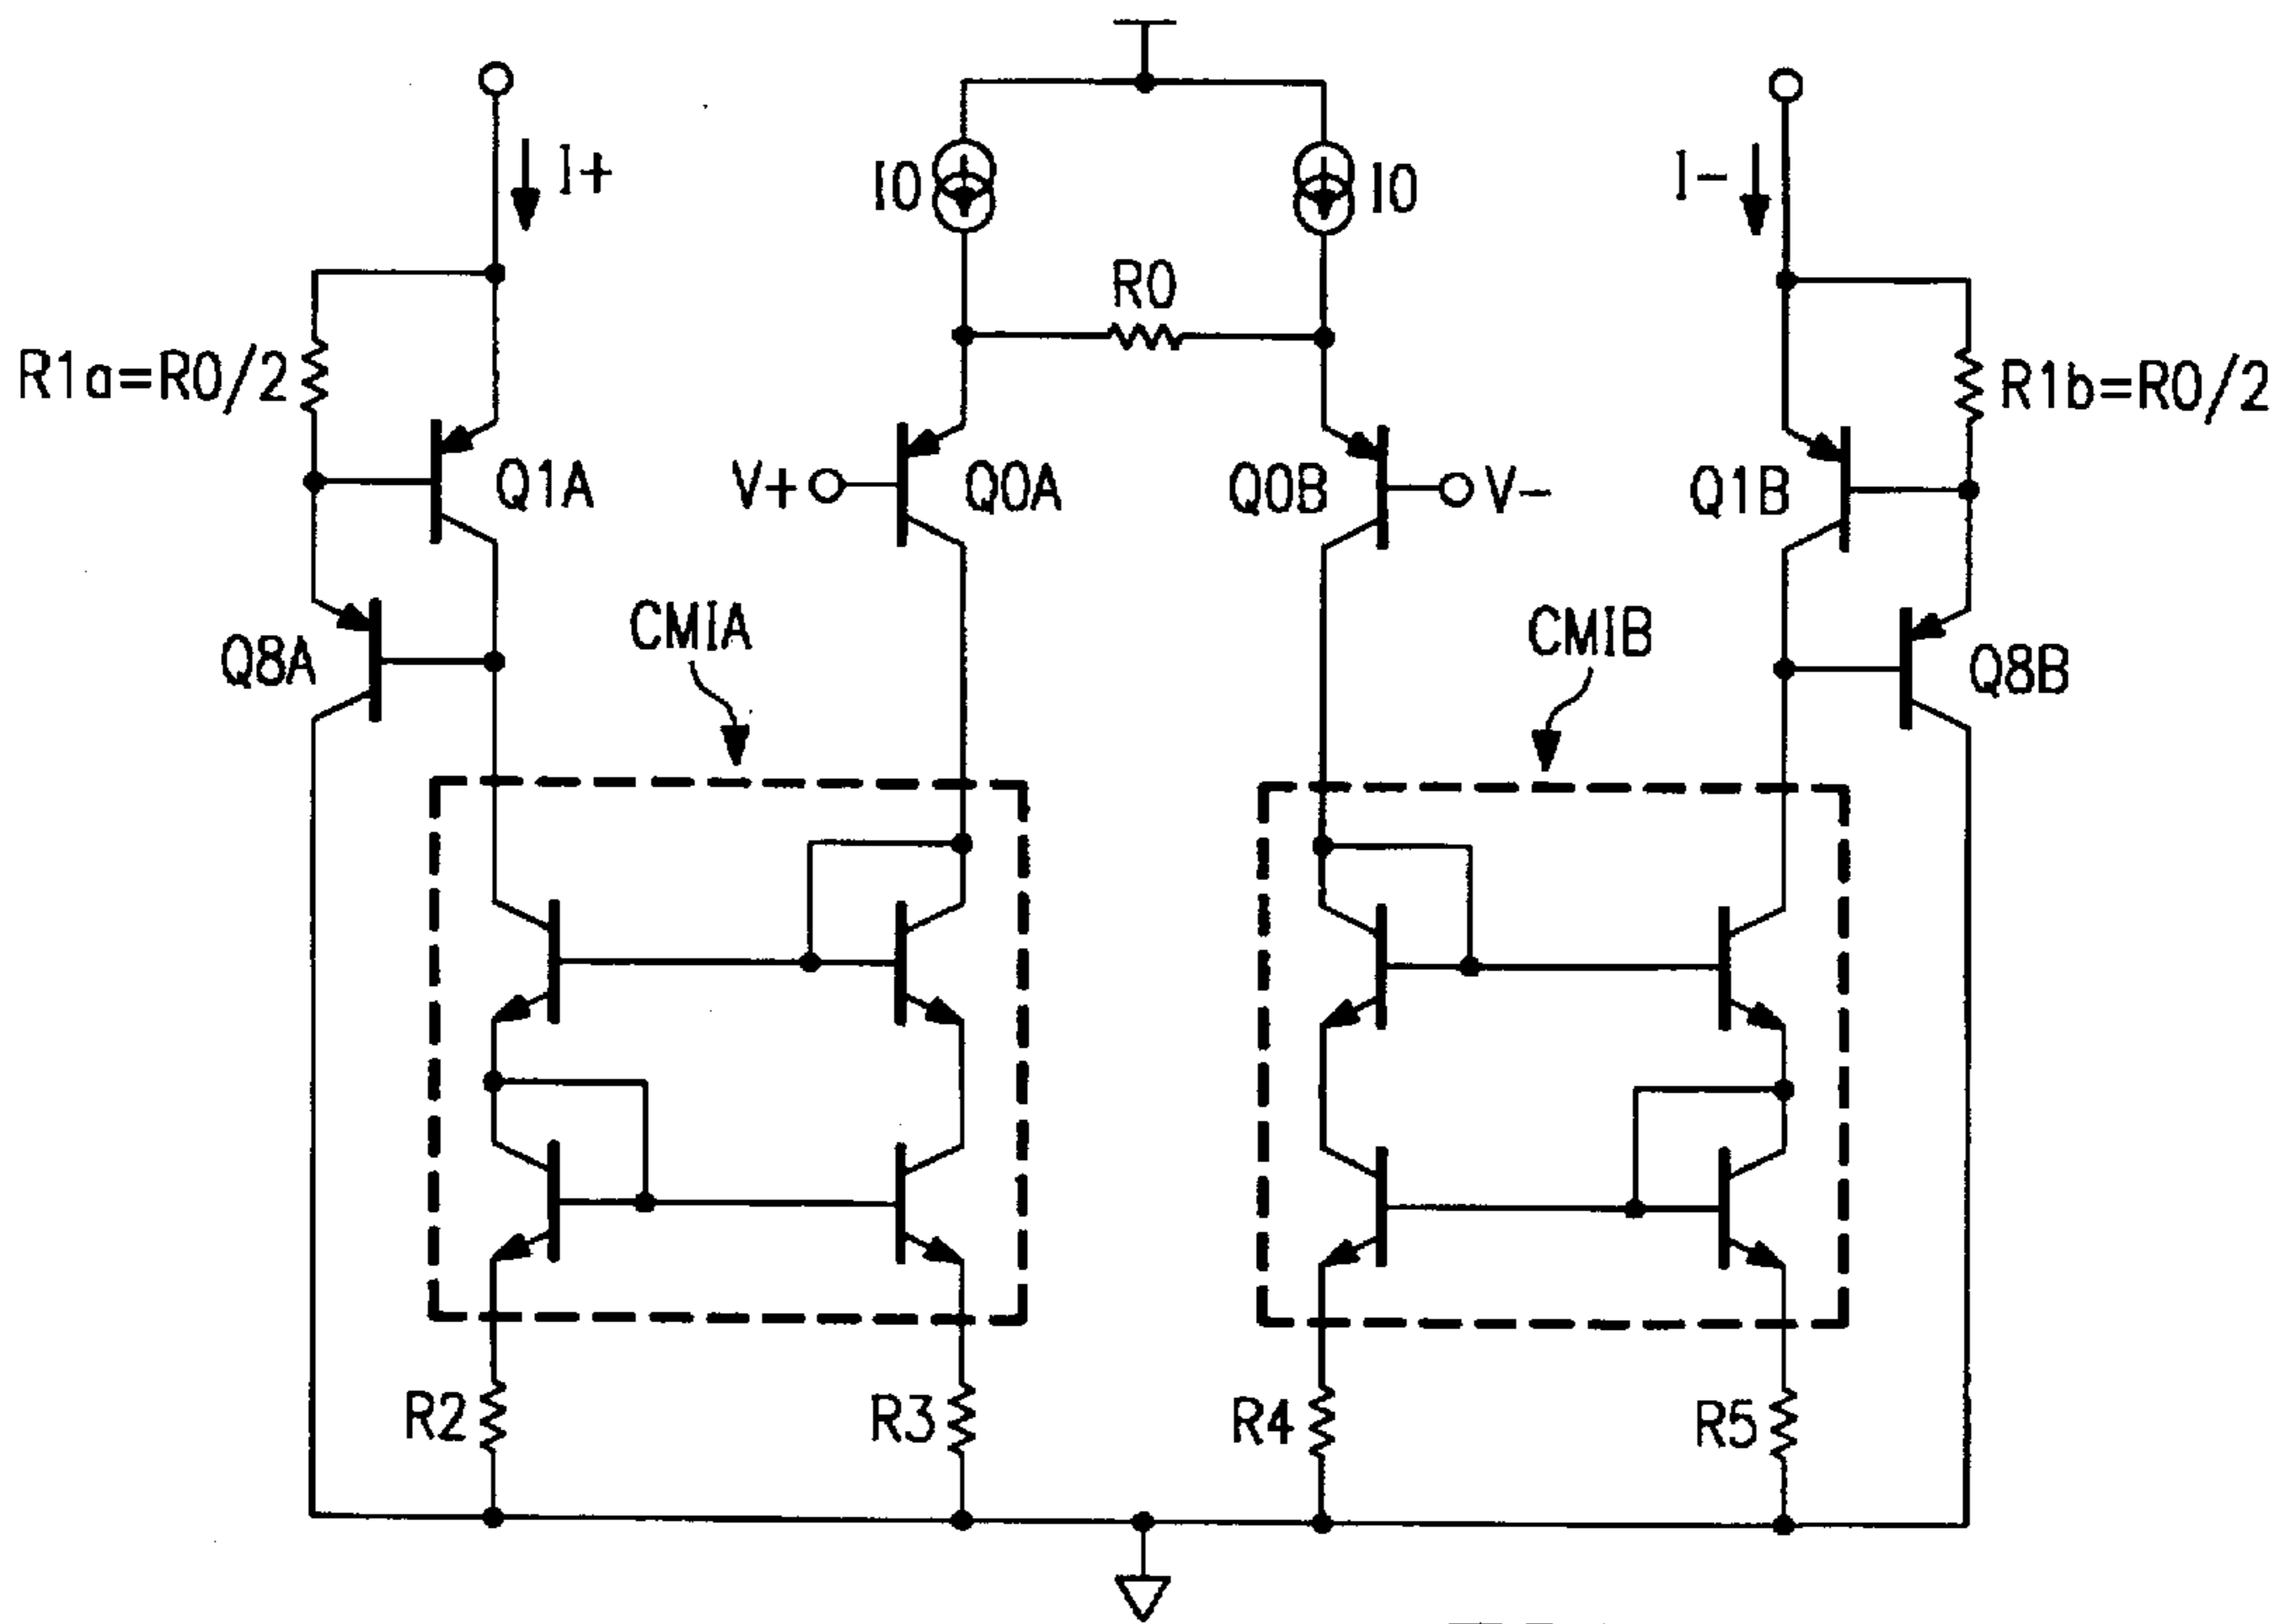 I+
I0
I0
I-
R0
R1a=R0/2
R1b=R0/2
Q1A
V+
Q0A
Q0B
V-
Q1B
Q8A
CMIA
CMIB
Q8B
R2
R3
R4
R5